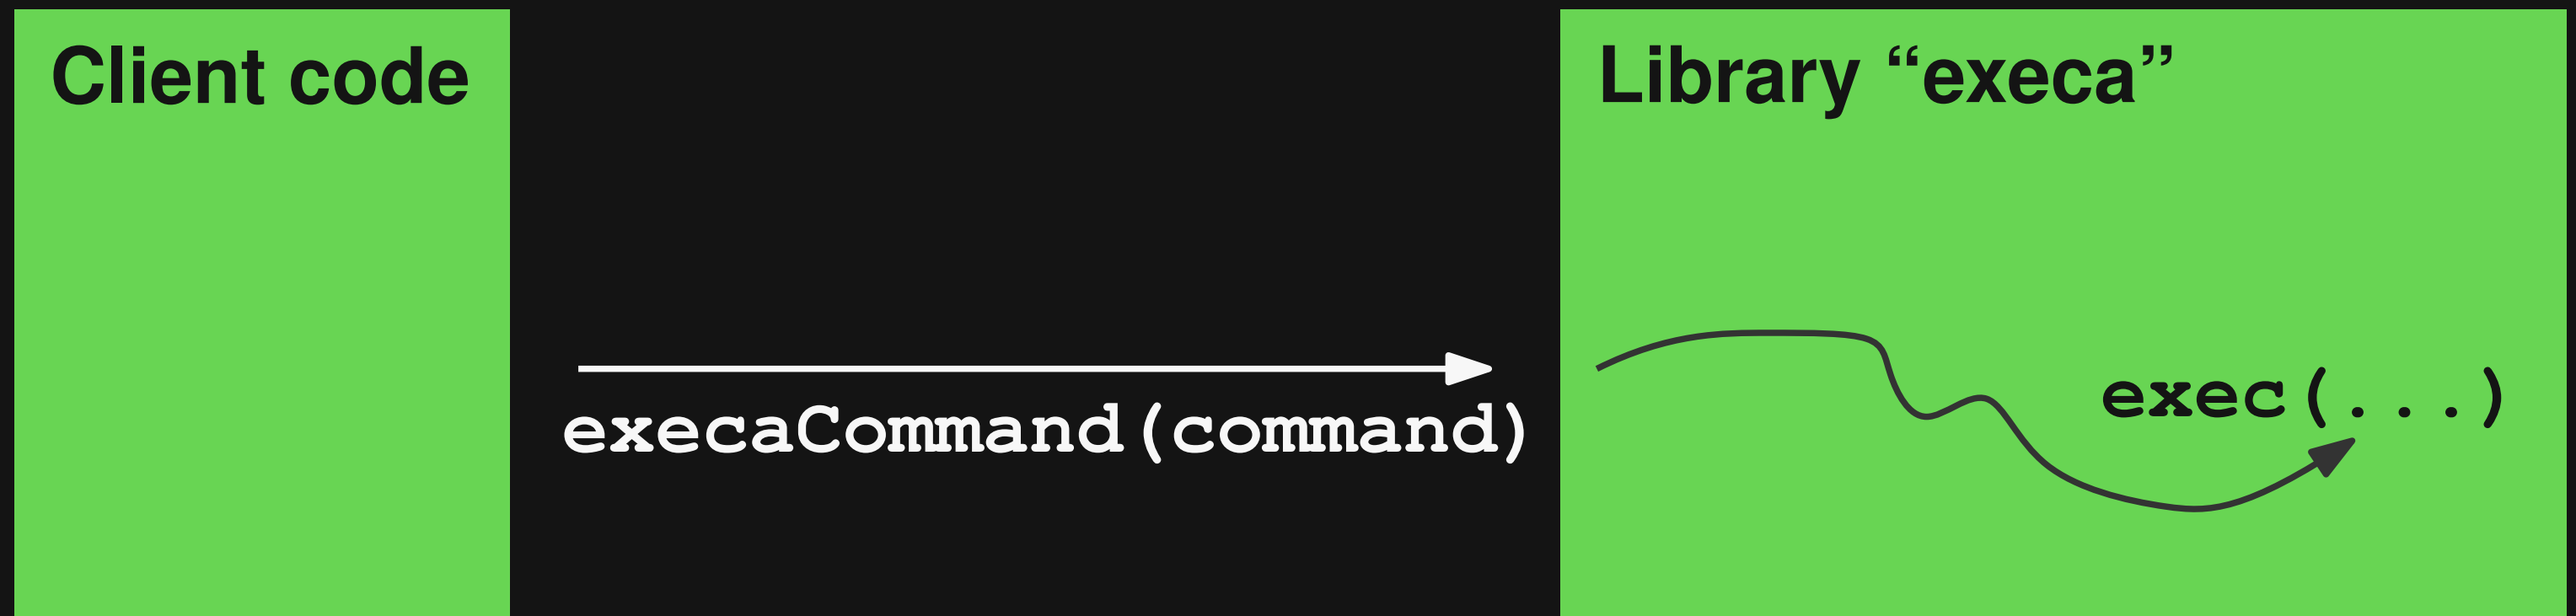 Client code
Library “execa”
execaCommand(command)
exec(...)